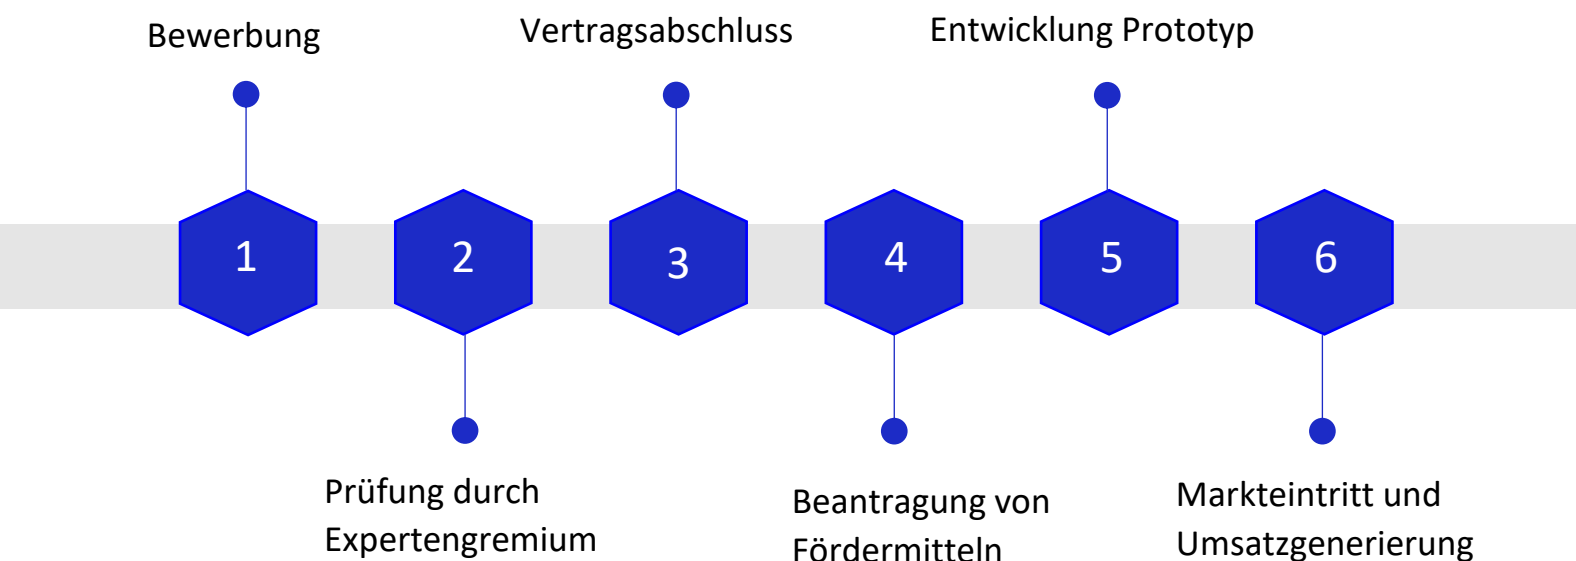 Bewerbung
Vertragsabschluss
Entwicklung Prototyp
1
2
3
4
5
6
Prüfung durch
Expertengremium
Beantragung von
Fördermitteln
Markteintritt und
Umsatzgenerierung